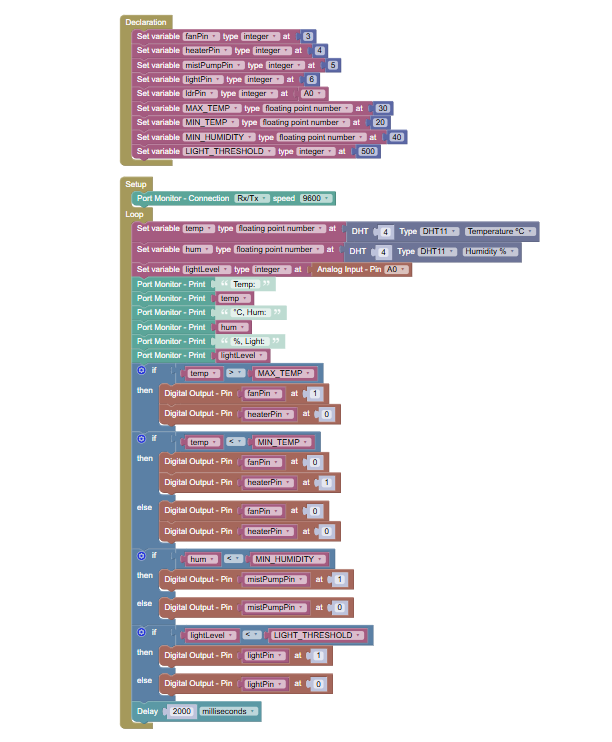 Declaration
Set variable fanPin type integer at 3
Set variable heaterPin type integer at 4
Set variable mistPumpPin type integer at 5
Set variable lightPin type integer at 6
Set variable ldrPin type integer at A0
Set variable MAX_TEMP type floating point number at 30
Set variable MIN_TEMP type floating point number at 20
Set variable MIN_HUMIDITY type floating point number at 40
Set variable LIGHT_THRESHOLD type integer at 500
Setup
Port Monitor - Connection Rx/Tx speed 9600
Loop
Set variable temp type floating point number at DHT 4 Type DHT11 Temperature °C
Set variable hum type floating point number at DHT 4 Type DHT11 Humidity %
Set variable lightLevel type integer at Analog Input - Pin A0
Port Monitor - Print “ Temp: ”
Port Monitor - Print temp
Port Monitor - Print “ °C, Hum: ”
Port Monitor - Print hum
Port Monitor - Print “ %, Light: ”
Port Monitor - Print lightLevel
if temp > MAX_TEMP
then Digital Output - Pin fanPin at 1
Digital Output - Pin heaterPin at 0
if temp < MIN_TEMP
then Digital Output - Pin fanPin at 0
Digital Output - Pin heaterPin at 1
else Digital Output - Pin fanPin at 0
Digital Output - Pin heaterPin at 0
if hum < MIN_HUMIDITY
then Digital Output - Pin mistPumpPin at 1
else Digital Output - Pin mistPumpPin at 0
if lightLevel < LIGHT_THRESHOLD
then Digital Output - Pin lightPin at 1
else Digital Output - Pin lightPin at 0
Delay 2000 milliseconds